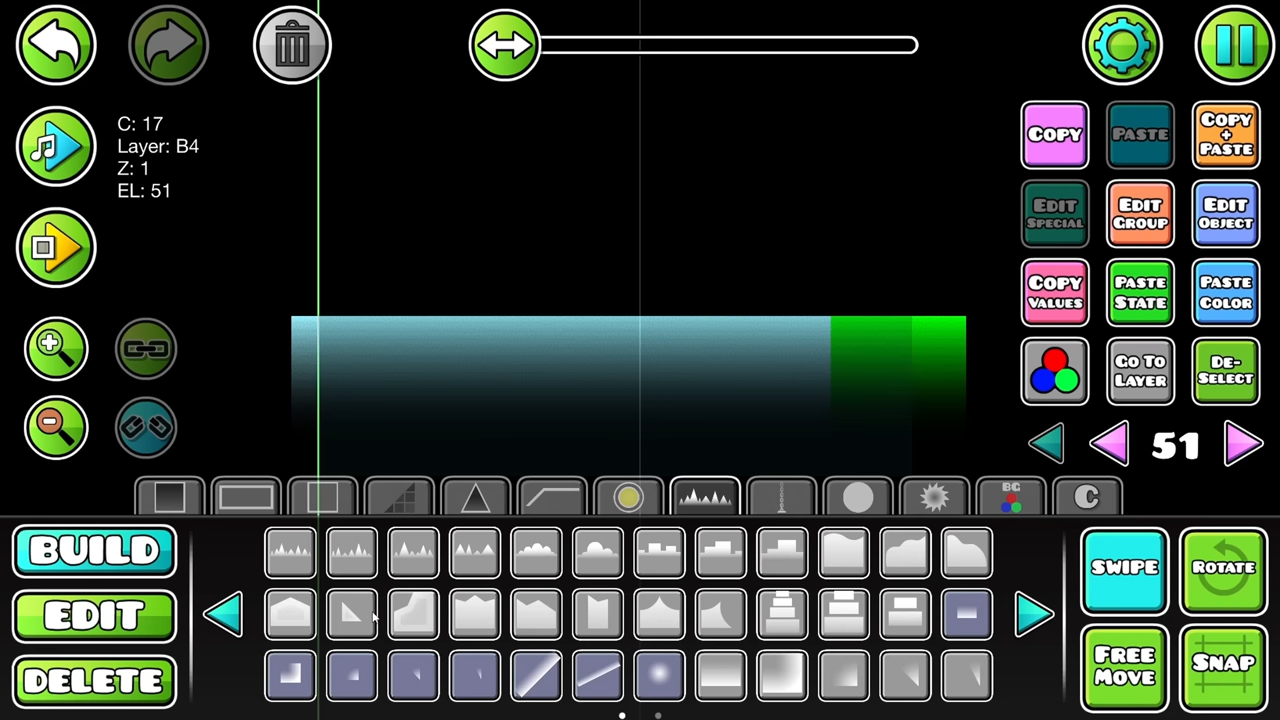 C: 17
Layer: B4
Z: 1
EL: 51
COPY
PASTE
COPY
+
PASTE
EDIT
SPECIAL
EDIT
GROUP
EDIT
OBJECT
COPY
VALUES
PASTE
STATE
PASTE
COLOR
GO TO
LAYER
DE-
SELECT
51
BG
C
BUILD
EDIT
DELETE
SWIPE
ROTATE
FREE
MOVE
SNAP